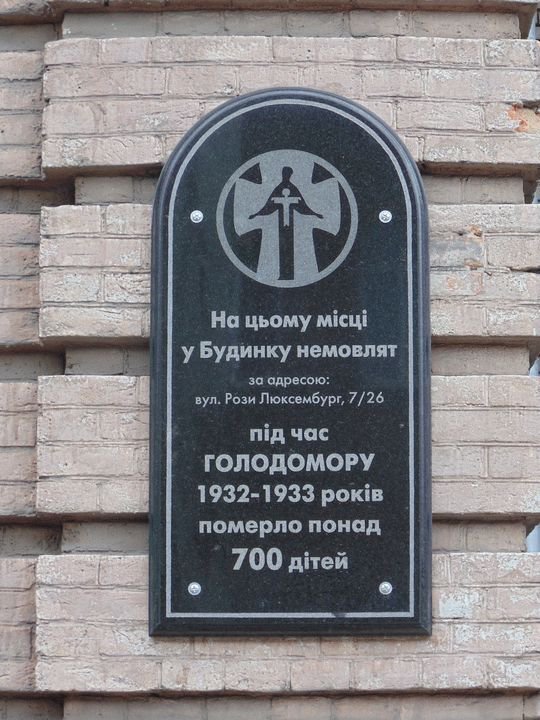 На цьому місці
у Будинку немовлят
за адресою:
вул. Рози Люксембург, 7/26
під час
ГОЛОДОМОРУ
1932-1933 років
померло понад
700 дітей